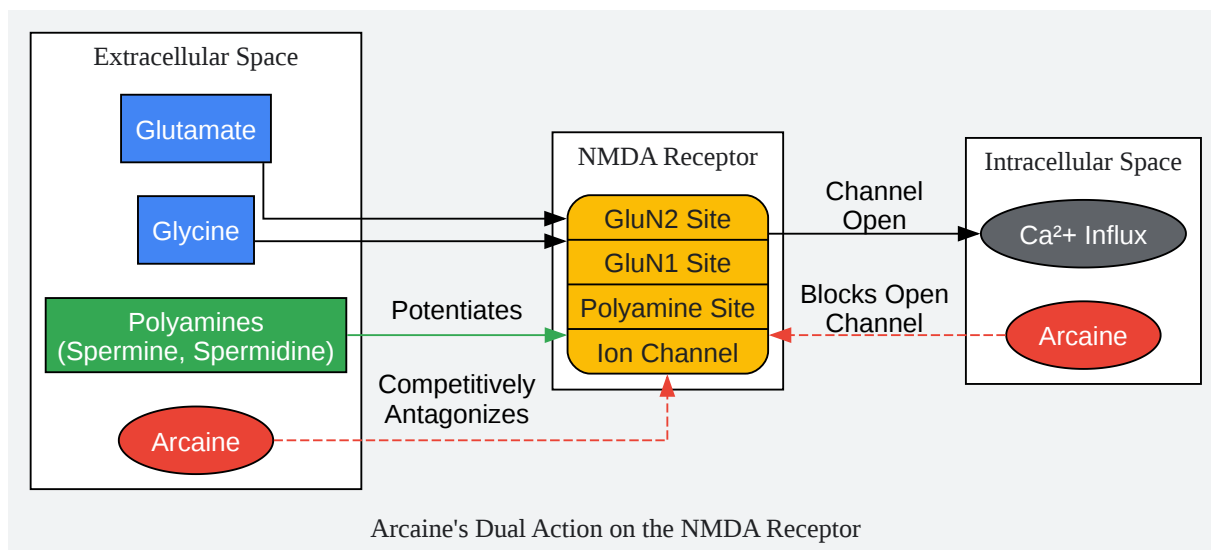 Extracellular Space
Glutamate
Glycine
Polyamines
(Spermine, Spermidine)
Arcaine
Potentiates
Competitively
Antagonizes
NMDA Receptor
GluN2 Site
GluN1 Site
Polyamine Site
Ion Channel
Channel
Open
Blocks Open
Channel
Intracellular Space
Ca²+ Influx
Arcaine
Arcaine's Dual Action on the NMDA Receptor